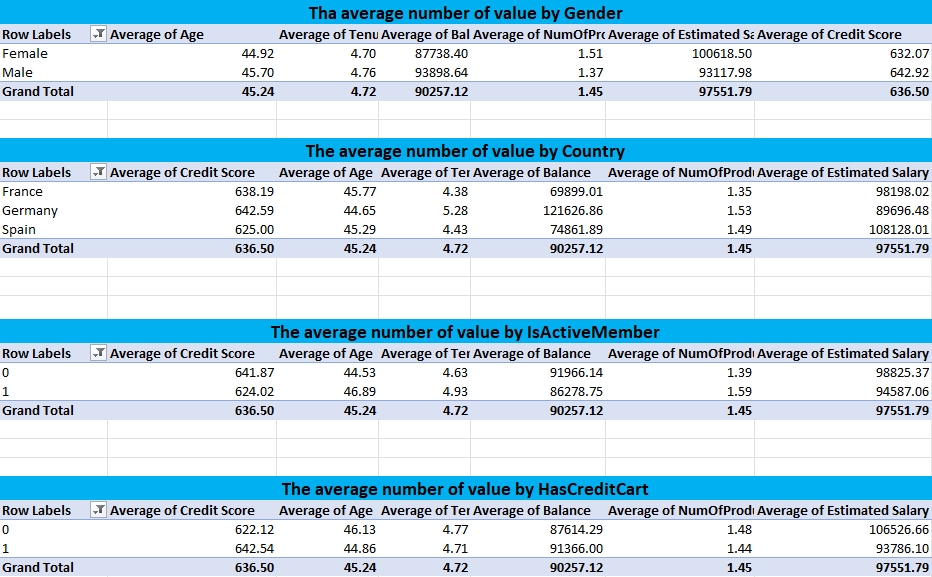 Tha average number of value by Gender
Row Labels Average of Age Average of Tenu Average of Bal Average of NumOfPr Average of Estimated Sa Average of Credit Score
Female 44.92 4.70 87738.40 1.51 100618.50 632.07
Male 45.70 4.76 93898.64 1.37 93117.98 642.92
Grand Total 45.24 4.72 90257.12 1.45 97551.79 636.50
The average number of value by Country
Row Labels Average of Credit Score Average of Age Average of Ter Average of Balance Average of NumOfProd Average of Estimated Salary
France 638.19 45.77 4.38 69899.01 1.35 98198.02
Germany 642.59 44.65 5.28 121626.86 1.53 89696.48
Spain 625.00 45.29 4.43 74861.89 1.49 108128.01
Grand Total 636.50 45.24 4.72 90257.12 1.45 97551.79
The average number of value by IsActiveMember
Row Labels Average of Credit Score Average of Age Average of Ter Average of Balance Average of NumOfProd Average of Estimated Salary
0 641.87 44.53 4.63 91966.14 1.39 98825.37
1 624.02 46.89 4.93 86278.75 1.59 94587.06
Grand Total 636.50 45.24 4.72 90257.12 1.45 97551.79
The average number of value by HasCreditCart
Row Labels Average of Credit Score Average of Age Average of Ter Average of Balance Average of NumOfProd Average of Estimated Salary
0 622.12 46.13 4.77 87614.29 1.48 106526.66
1 642.54 44.86 4.71 91366.00 1.44 93786.10
Grand Total 636.50 45.24 4.72 90257.12 1.45 97551.79